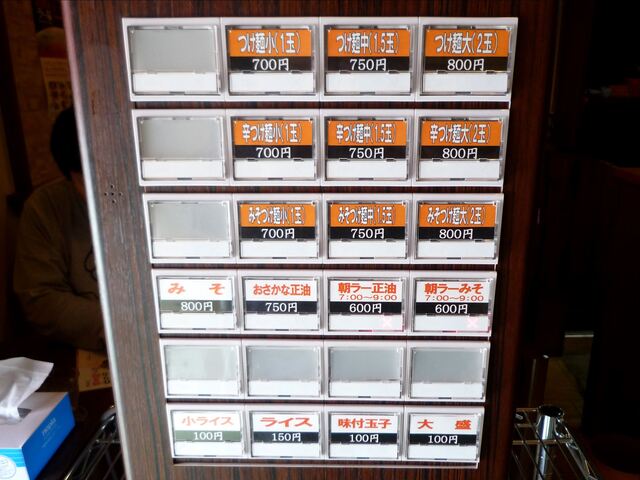 つけ麺小(1玉) つけ麺中(1.5玉) つけ麺大(2玉)
700円 750円 800円
辛つけ麺小(1玉) 辛つけ麺中(1.5玉) 辛つけ麺大(2玉)
700円 750円 800円
みそつけ麺小(1玉) みそつけ麺中(1.5玉) みそつけ麺大(2玉)
700円 750円 800円
みそ おさかな正油 朝ラー正油 朝ラーみそ
7:00〜9:00 7:00〜9:00
800円 750円 600円 600円
小ライス ライス 味付玉子 大盛
100円 150円 100円 100円